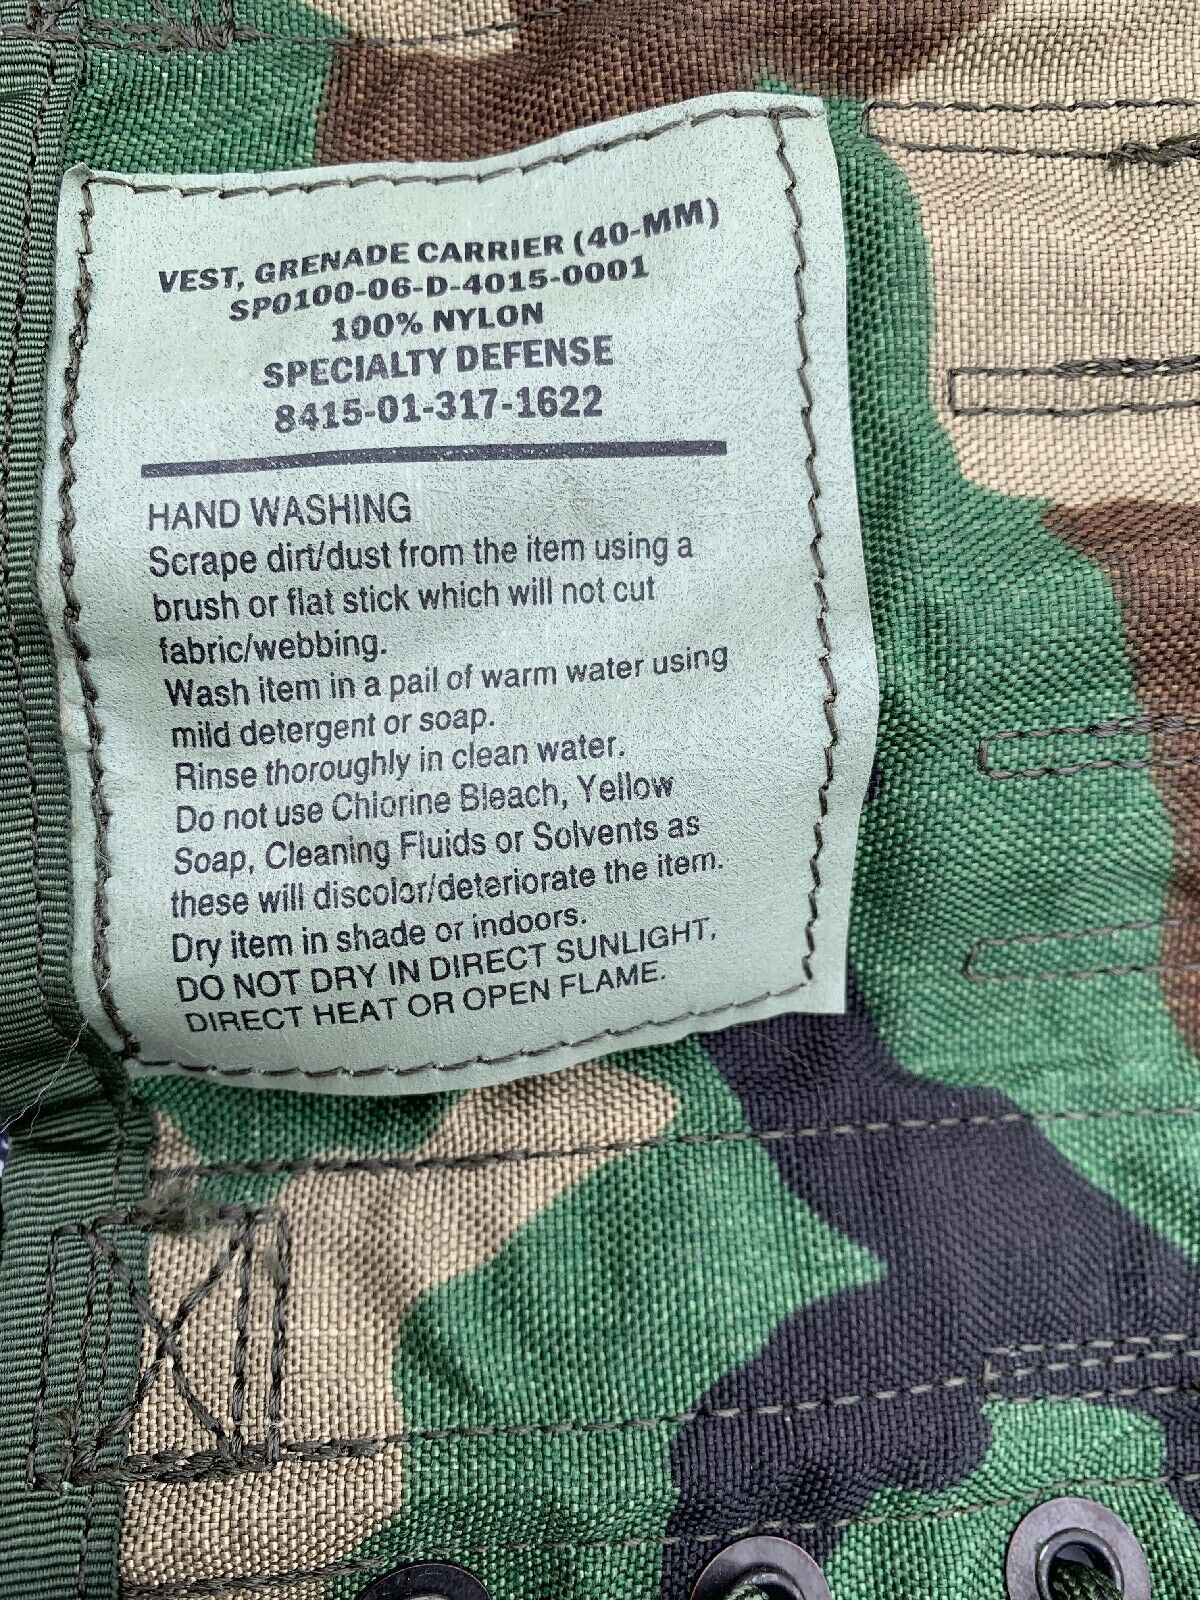 VEST, GRENADE CARRIER (40-MM)
SP0100-06-D-4015-0001
100% NYLON
SPECIALTY DEFENSE
8415-01-317-1622
HAND WASHING
Scrape dirt/dust from the item using a
brush or flat stick which will not cut
fabric/webbing.
Wash item in a pail of warm water using
mild detergent or soap.
Rinse thoroughly in clean water.
Do not use Chlorine Bleach, Yellow
Soap, Cleaning Fluids or Solvents as
these will discolor/deteriorate the item.
Dry item in shade or indoors.
DO NOT DRY IN DIRECT SUNLIGHT,
DIRECT HEAT OR OPEN FLAME.